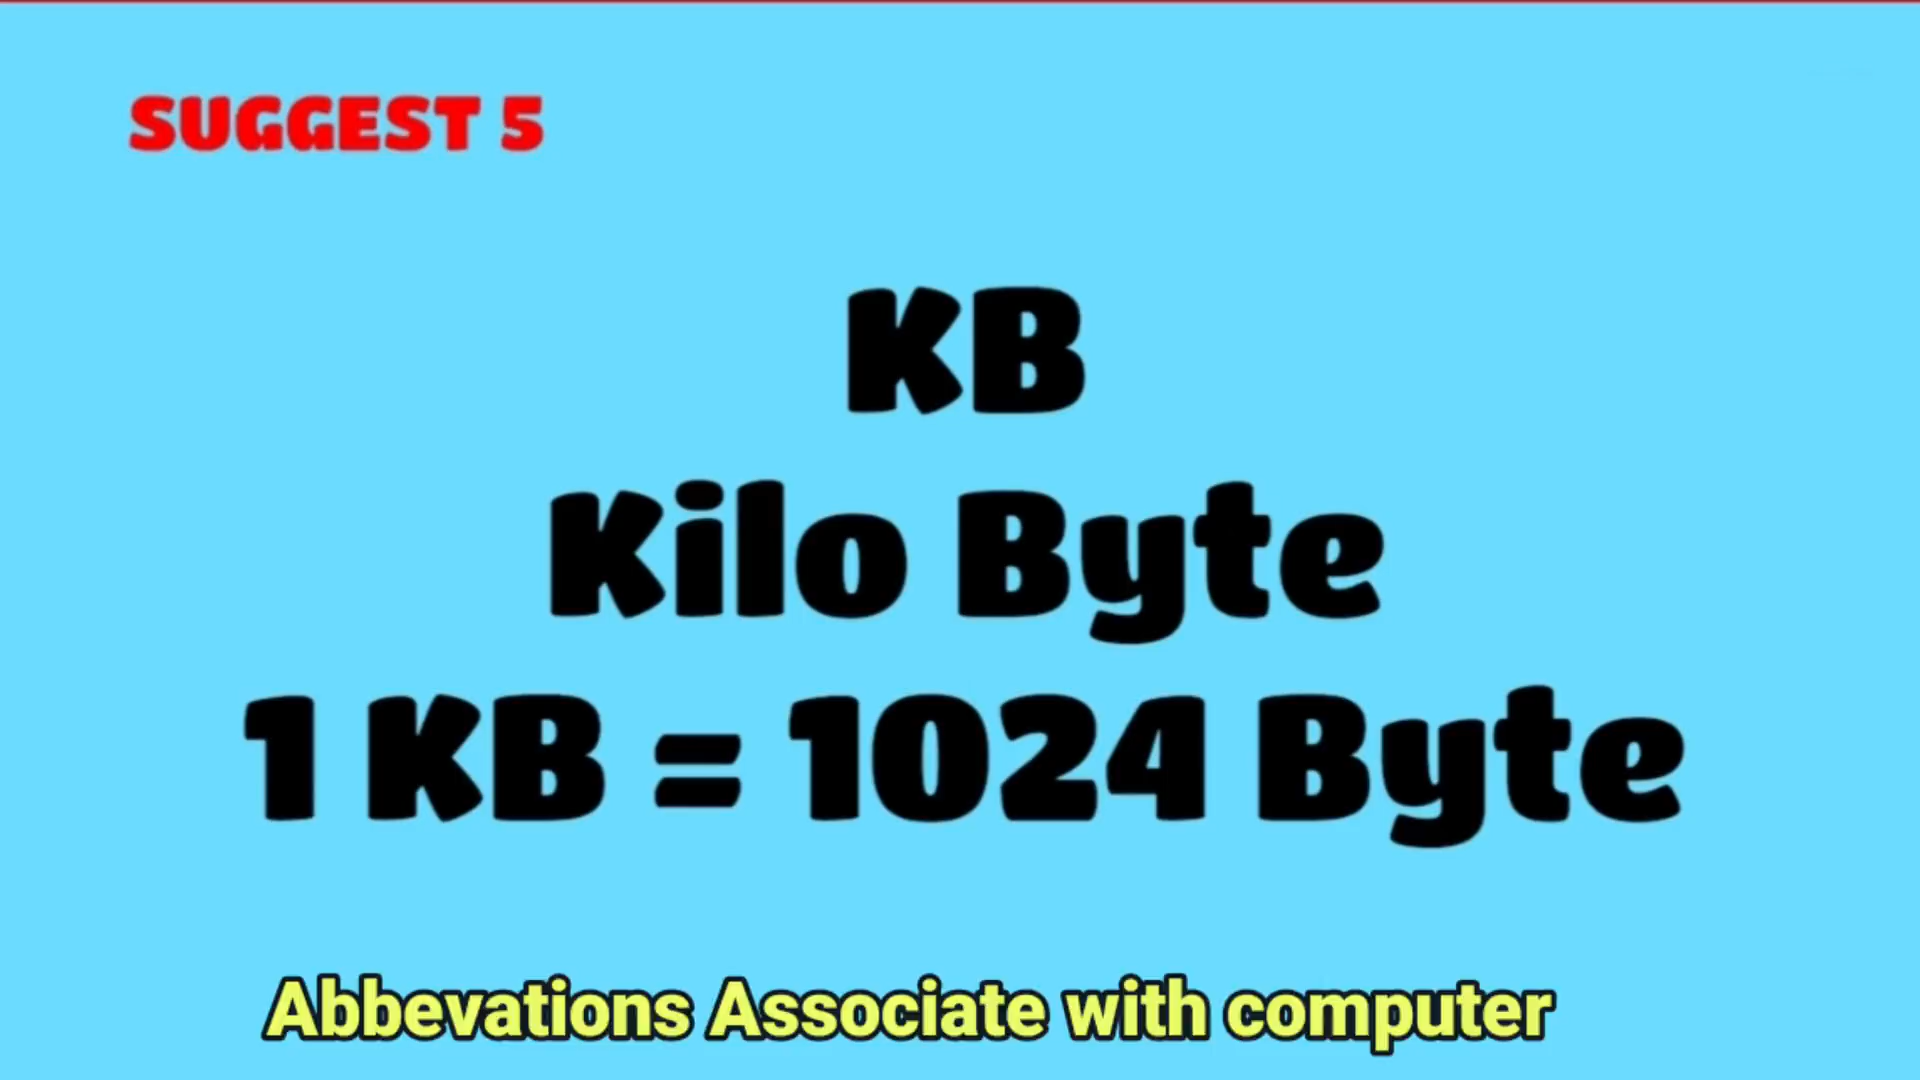 SUGGEST 5
KB
Kilo Byte
1 KB = 1024 Byte
Abbevations Associate with computer